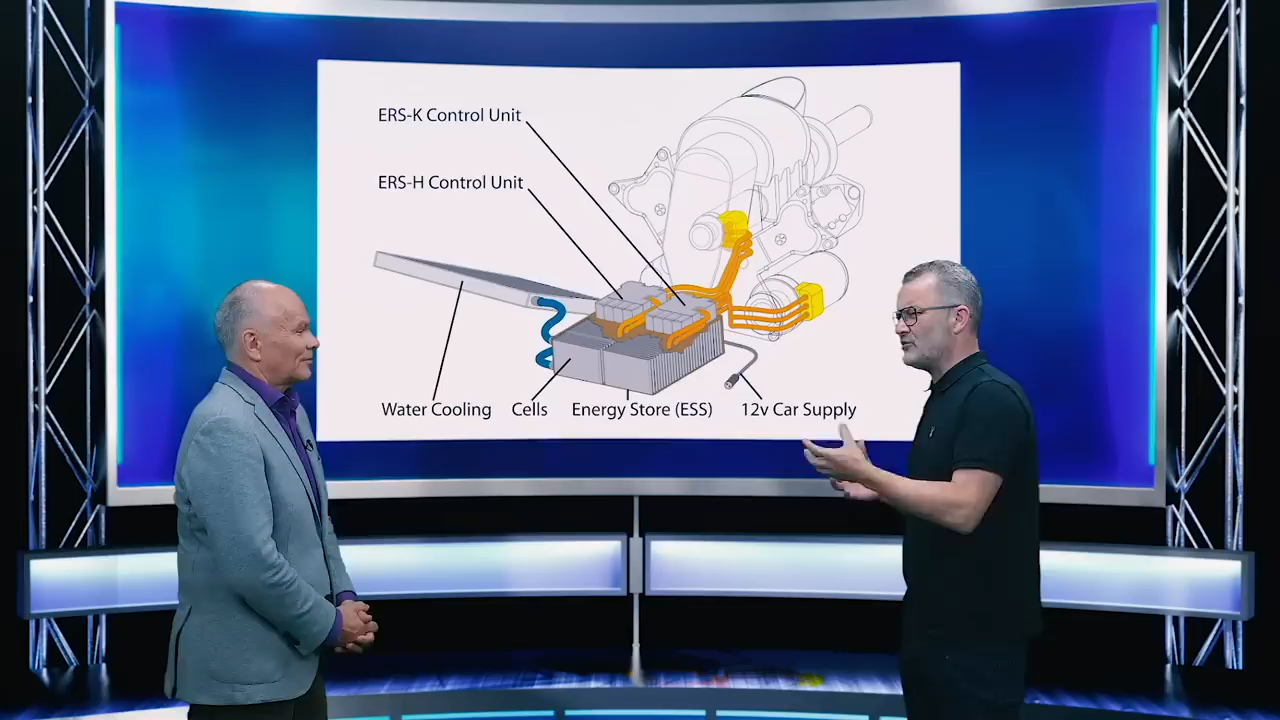 ERS-K Control Unit
ERS-H Control Unit
Water Cooling
Cells
Energy Store (ESS)
12v Car Supply